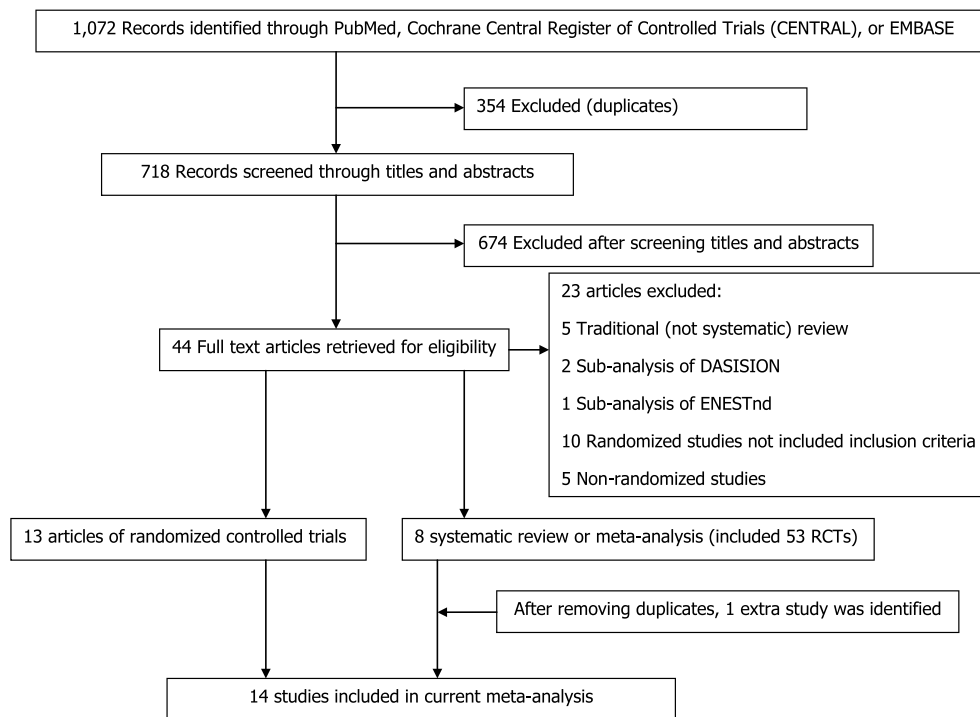 1,072 Records identified through PubMed, Cochrane Central Register of Controlled Trials (CENTRAL), or EMBASE
354 Excluded (duplicates)
718 Records screened through titles and abstracts
674 Excluded after screening titles and abstracts
44 Full text articles retrieved for eligibility
23 articles excluded:
5 Traditional (not systematic) review
2 Sub-analysis of DASISION
1 Sub-analysis of ENESTnd
10 Randomized studies not included inclusion criteria
5 Non-randomized studies
13 articles of randomized controlled trials
8 systematic review or meta-analysis (included 53 RCTs)
After removing duplicates, 1 extra study was identified
14 studies included in current meta-analysis